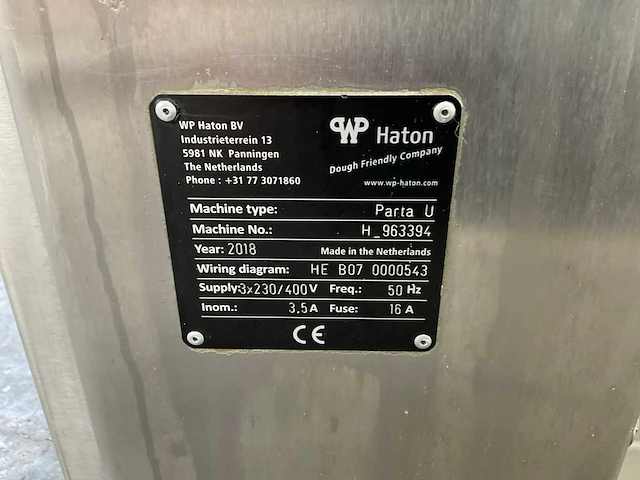 WP Haton BV
Industrieterrein 13
5981 NK Panningen
The Netherlands
Phone : +31 77 3071860
WP Haton
Dough Friendly Company
www.wp-haton.com
Machine type: Parta U
Machine No.: H_963394
Year: 2018 Made in the Netherlands
Wiring diagram: HE B07 0000543
Supply: 3x230/400 V Freq.: 50 Hz
Inom.: 3,5 A Fuse: 16 A
CE